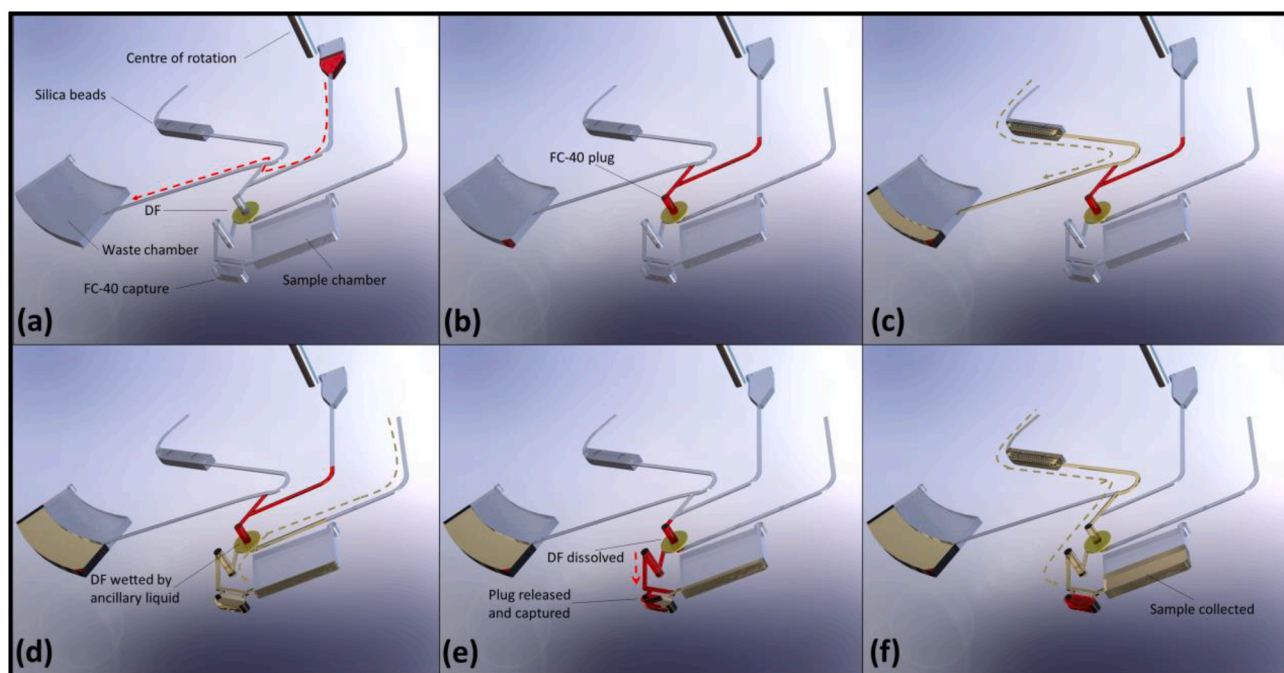 Centre of rotation
Silica beads
DF
Waste chamber
Sample chamber
FC-40 capture
(a)
FC-40 plug
(b)
(c)
DF wetted by
ancillary liquid
(d)
DF dissolved
Plug released
and captured
(e)
Sample collected
(f)